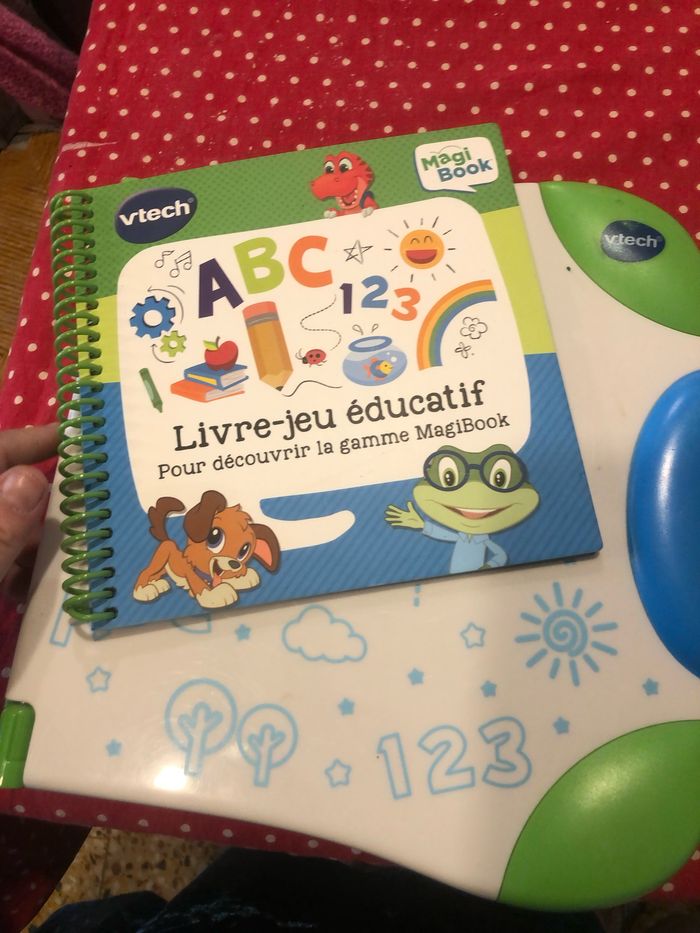 Magi
Book
vtech
ABC
123
Livre-jeu éducatif
Pour découvrir la gamme MagiBook
vtech
123